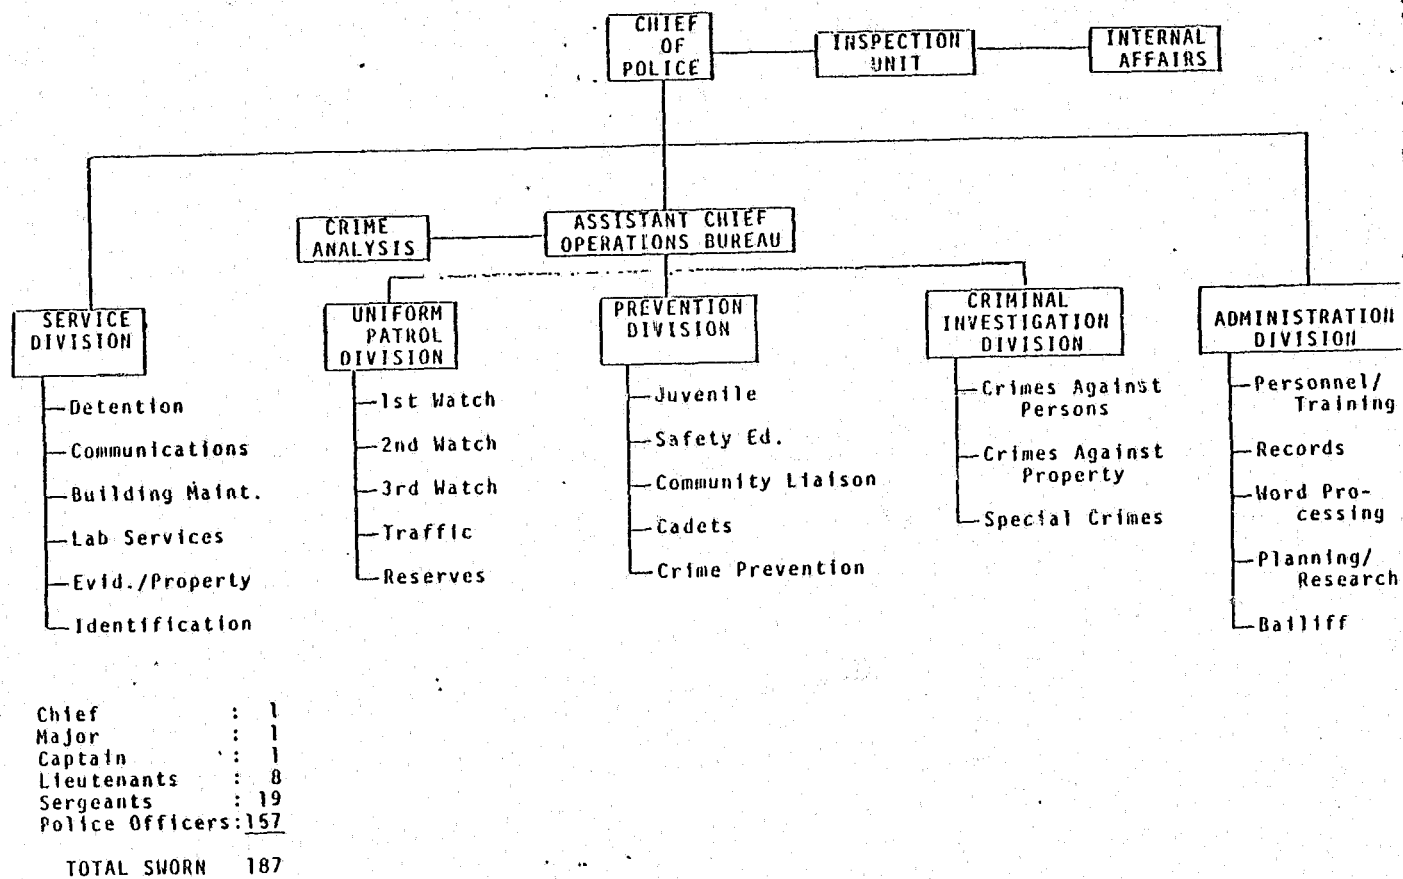 CHIEF
OF
POLICE
INSPECTION
UNIT
INTERNAL
AFFAIRS
CRIME
ANALYSIS
ASSISTANT CHIEF
OPERATIONS BUREAU
SERVICE
DIVISION
Detention
Communications
Building Maint.
Lab Services
Evid./Property
Identification
UNIFORM
PATROL
DIVISION
1st Watch
2nd Watch
3rd Watch
Traffic
Reserves
PREVENTION
DIVISION
Juvenile
Safety Ed.
Community Liaison
Cadets
Crime Prevention
CRIMINAL
INVESTIGATION
DIVISION
Crimes Against
Persons
Crimes Against
Property
Special Crimes
ADMINISTRATION
DIVISION
Personnel/
Training
Records
Word Pro-
cessing
Planning/
Research
Bailiff
Chief : 1
Major : 1
Captain : 1
Lieutenants : 8
Sergeants : 19
Police Officers:157
TOTAL SWORN 187